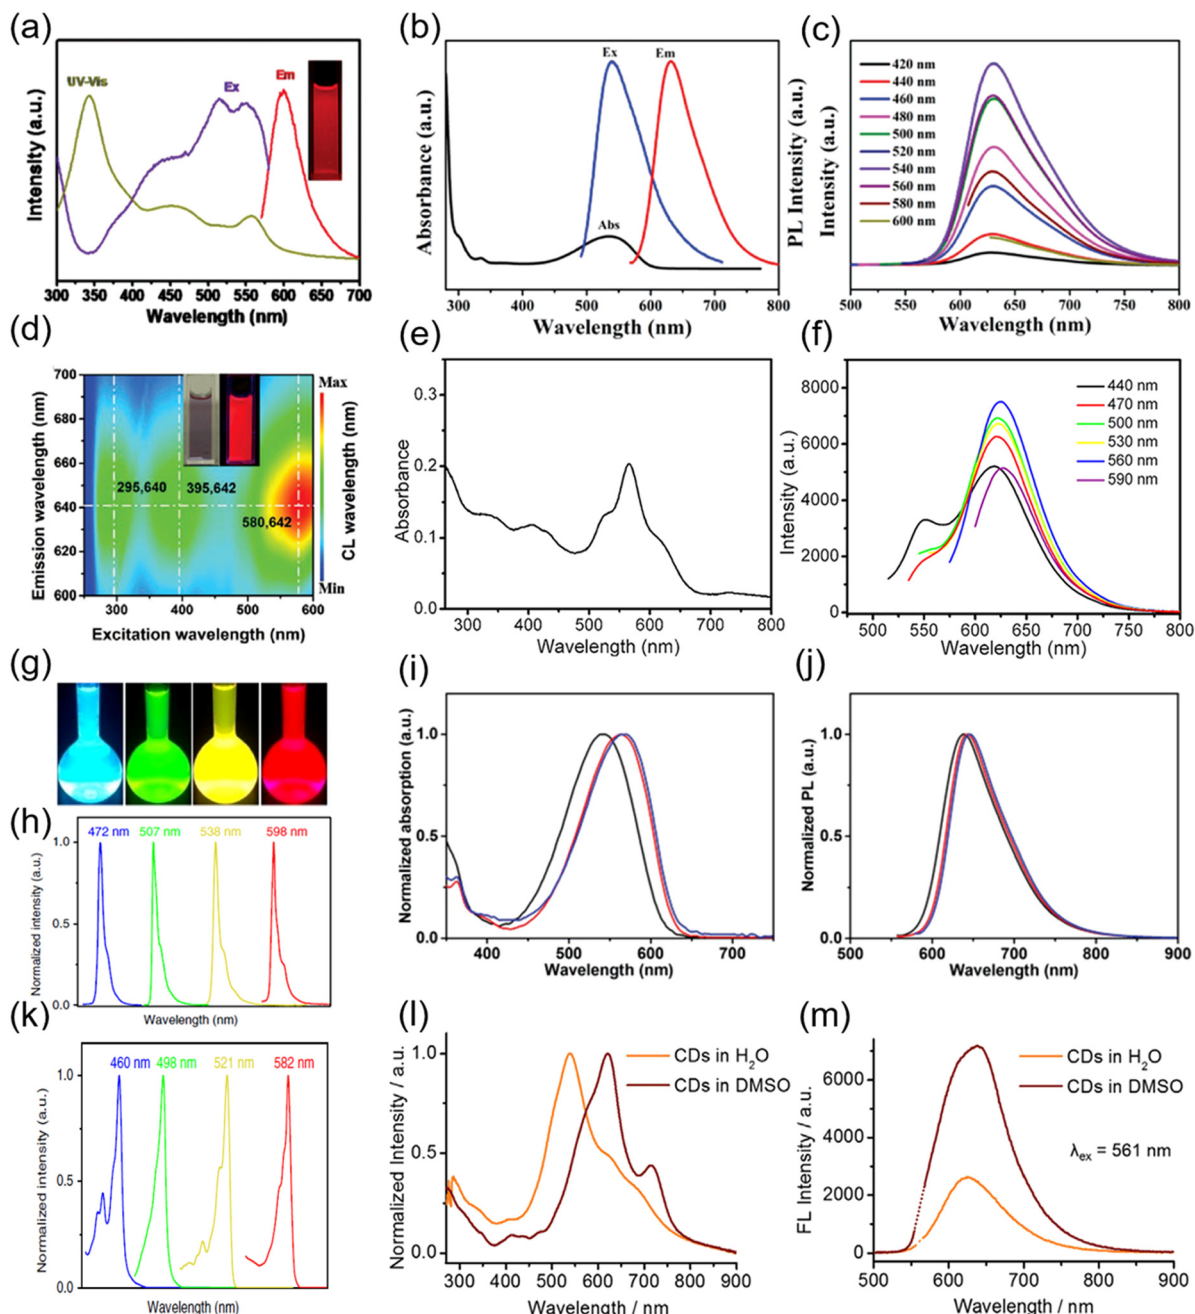 (a)
UV-Vis
Ex
Em
Intensity (a.u.)
300 350 400 450 500 550 600 650 700
Wavelength (nm)
(b)
Ex
Em
Abs
Absorbance (a.u.)
PL Intensity (a.u.)
300 400 500 600 700 800
Wavelength (nm)
(c)
420 nm
440 nm
460 nm
480 nm
500 nm
520 nm
540 nm
560 nm
580 nm
600 nm
Intensity (a.u.)
500 550 600 650 700 750 800
Wavelength (nm)
(d)
700
680
660
640
620
600
Emission wavelength (nm)
295,640
395,642
580,642
Max
Min
CL wavelength (nm)
300 400 500 600
Excitation wavelength (nm)
(e)
0.3
0.2
0.1
0.0
Absorbance
300 400 500 600 700 800
Wavelength (nm)
(f)
8000
6000
4000
2000
0
Intensity (a.u.)
440 nm
470 nm
500 nm
530 nm
560 nm
590 nm
500 550 600 650 700 750 800
Wavelength (nm)
(g)
(h)
472 nm 507 nm 538 nm 598 nm
1.0
0.5
0.0
Normalized intensity (a.u.)
Wavelength (nm)
(i)
1.0
0.5
0.0
Normalized absorption (a.u.)
400 500 600 700
Wavelength (nm)
(j)
1.0
0.5
0.0
Normalized PL (a.u.)
500 600 700 800 900
Wavelength (nm)
(k)
460 nm 498 nm 521 nm 582 nm
1.0
0.5
0.0
Normalized intensity (a.u.)
Wavelength (nm)
(l)
CDs in H₂O
CDs in DMSO
1.0
0.5
0.0
Normalized Intensity / a.u.
300 400 500 600 700 800 900
Wavelength / nm
(m)
CDs in H₂O
CDs in DMSO
λex = 561 nm
6000
4000
2000
0
FL Intensity / a.u.
500 600 700 800 900
Wavelength / nm